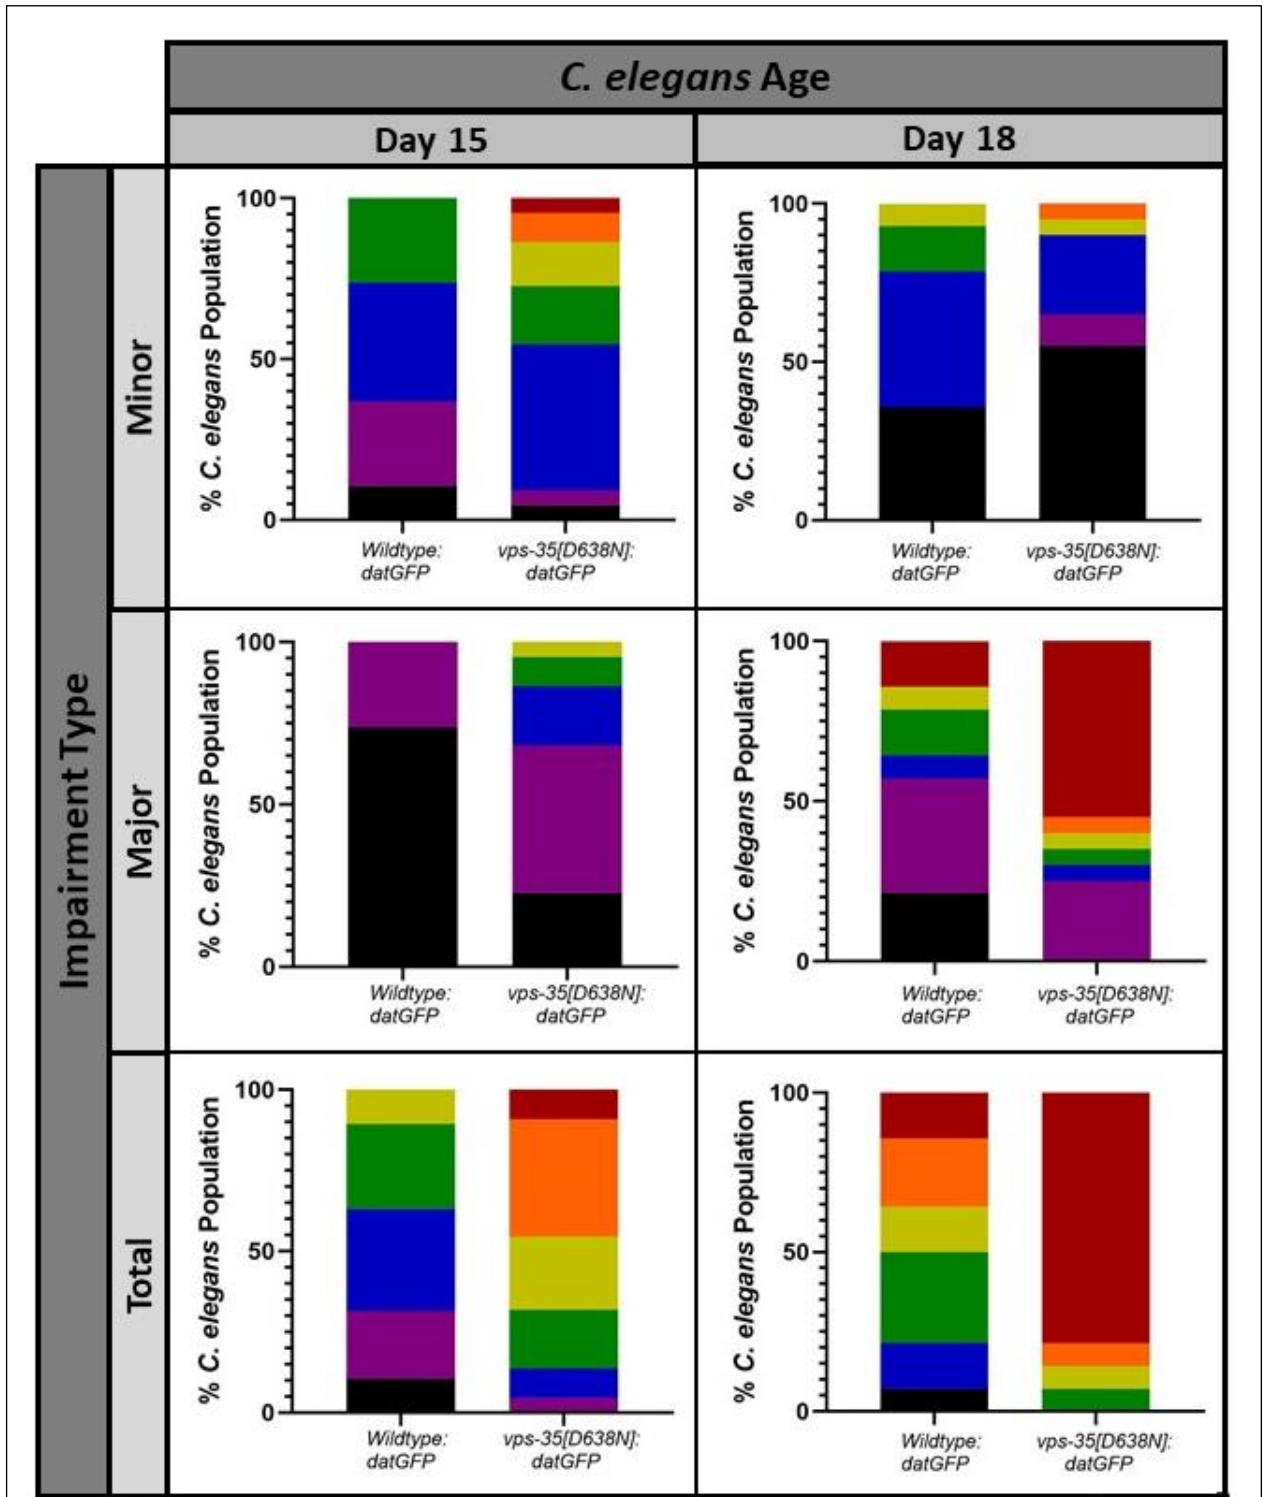 C. elegans Age
Day 15
Day 18
Impairment Type
Minor
% C. elegans Population
100
50
0
Wildtype:
datGFP
vps-35[D638N]:
datGFP
% C. elegans Population
100
50
0
Wildtype:
datGFP
vps-35[D638N]:
datGFP
Major
% C. elegans Population
100
50
0
Wildtype:
datGFP
vps-35[D638N]:
datGFP
% C. elegans Population
100
50
0
Wildtype:
datGFP
vps-35[D638N]:
datGFP
Total
% C. elegans Population
100
50
0
Wildtype:
datGFP
vps-35[D638N]:
datGFP
% C. elegans Population
100
50
0
Wildtype:
datGFP
vps-35[D638N]:
datGFP